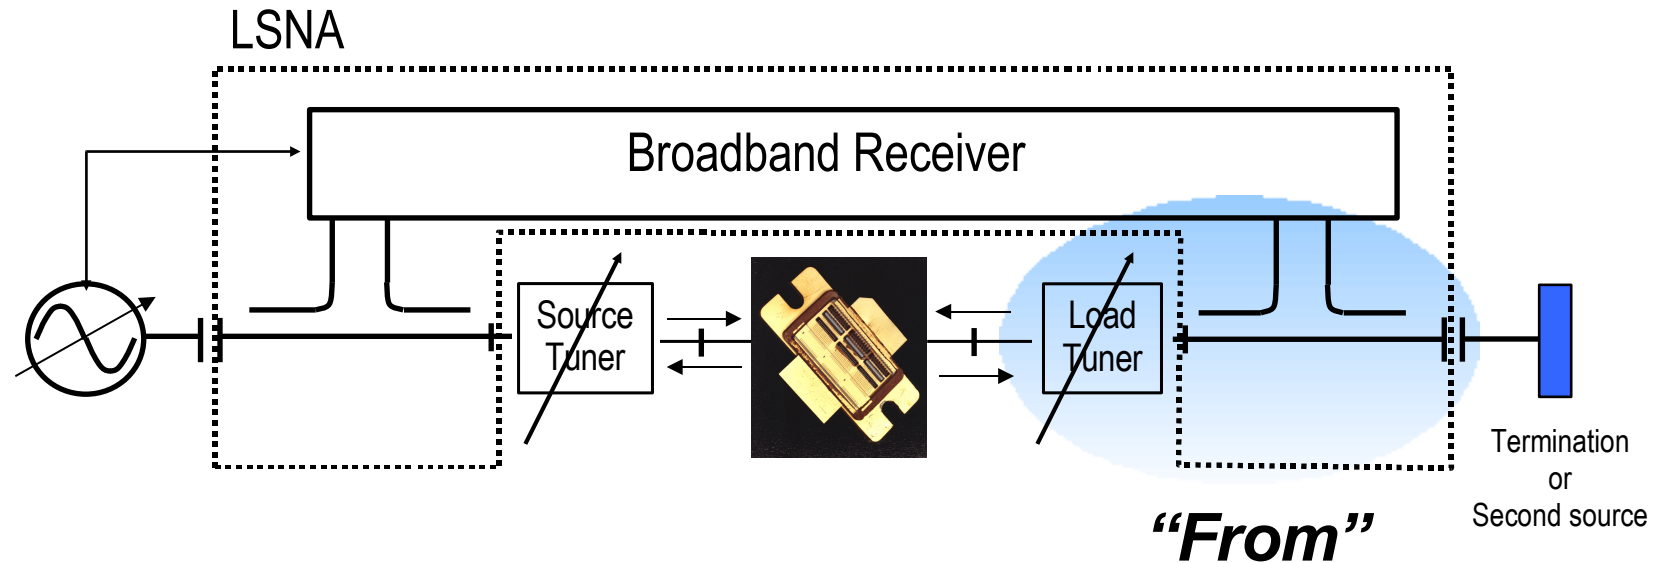 LSNA
Broadband Receiver
Source
Tuner
Load
Tuner
Termination
or
Second source
“From”